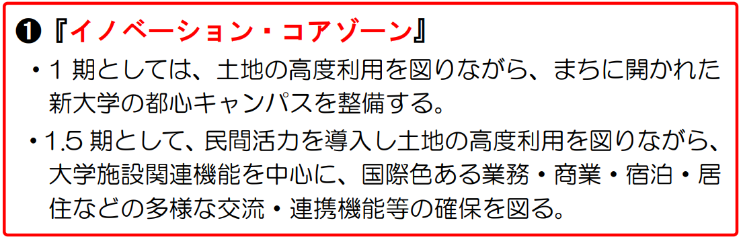 ❶『イノベーション・コアゾーン』
・1 期としては、土地の高度利用を図りながら、まちに開かれた
新大学の都心キャンパスを整備する。
・1.5 期として、民間活力を導入し土地の高度利用を図りながら、
大学施設関連機能を中心に、国際色ある業務・商業・宿泊・居
住などの多様な交流・連携機能等の確保を図る。